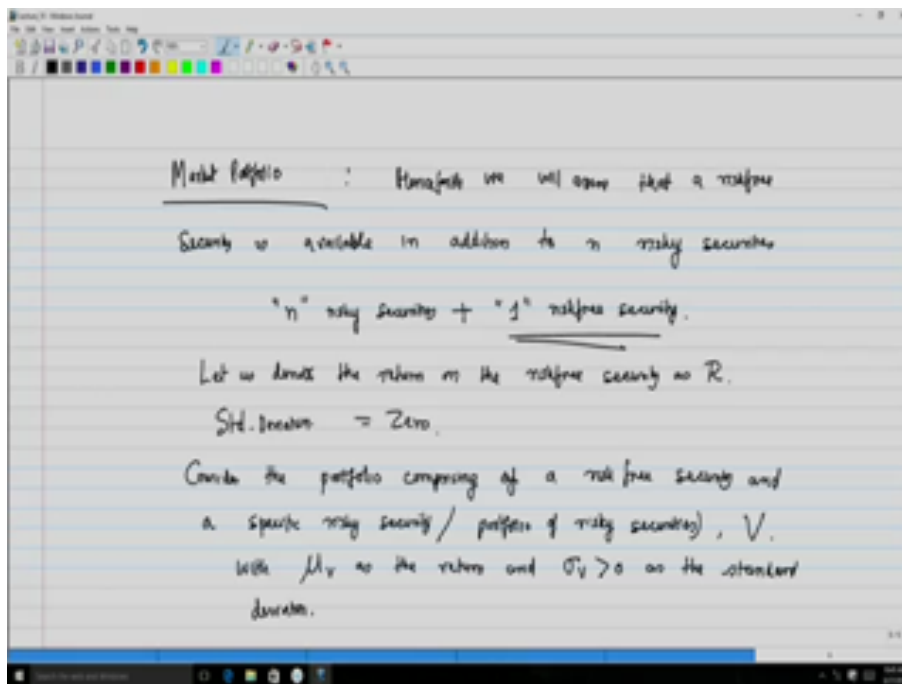 Market Portfolio : Henceforth we will assume that a riskfree
Security is available in addition to n risky securities
"n" risky securities + "1" riskfree security.
Let us denote the return on the riskfree security as R.
Std. Deviation = Zero.
Consider the portfolio comprising of a risk free security and
a specific risky security / portfolio of risky securities), V.
with μ_V as the return and σ_V > 0 as the standard
deviation.